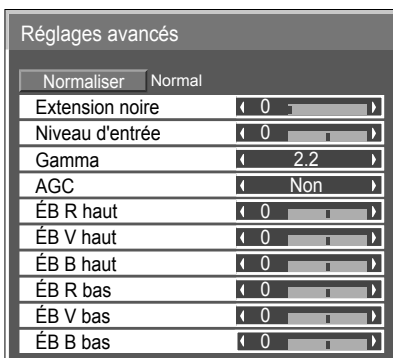 Réglages avancés
Normaliser Normal
Extension noire 0
Niveau d'entrée 0
Gamma 2.2
AGC Non
ÉB R haut 0
ÉB V haut 0
ÉB B haut 0
ÉB R bas 0
ÉB V bas 0
ÉB B bas 0